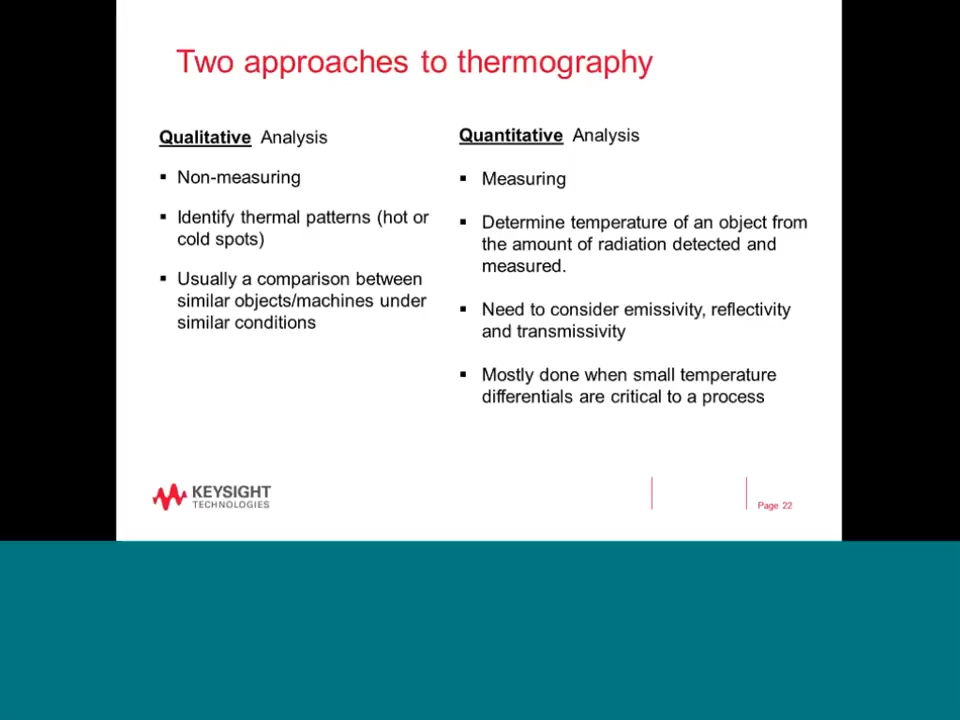 Two approaches to thermography
Qualitative Analysis
▪ Non-measuring
▪ Identify thermal patterns (hot or
cold spots)
▪ Usually a comparison between
similar objects/machines under
similar conditions
Quantitative Analysis
▪ Measuring
▪ Determine temperature of an object from
the amount of radiation detected and
measured.
▪ Need to consider emissivity, reflectivity
and transmissivity
▪ Mostly done when small temperature
differentials are critical to a process
KEYSIGHT
TECHNOLOGIES
Page 22